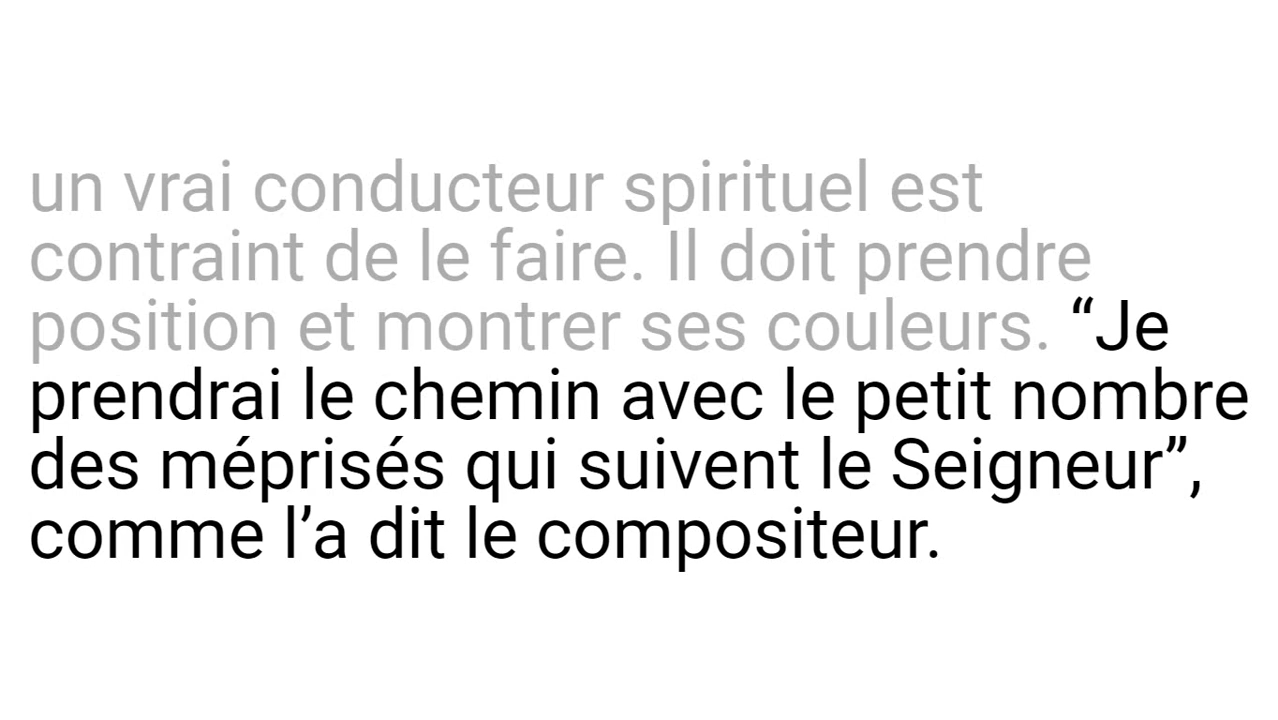 un vrai conducteur spirituel est
contraint de le faire. Il doit prendre
position et montrer ses couleurs. “Je
prendrai le chemin avec le petit nombre
des méprisés qui suivent le Seigneur”,
comme l’a dit le compositeur.